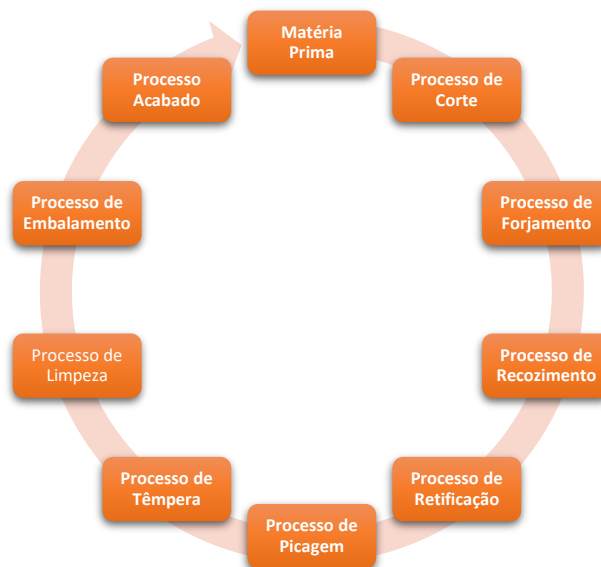 Matéria
Prima
Processo de
Corte
Processo de
Forjamento
Processo de
Recozimento
Processo de
Retificação
Processo de
Picagem
Processo de
Têmpera
Processo de
Limpeza
Processo de
Embalamento
Processo
Acabado